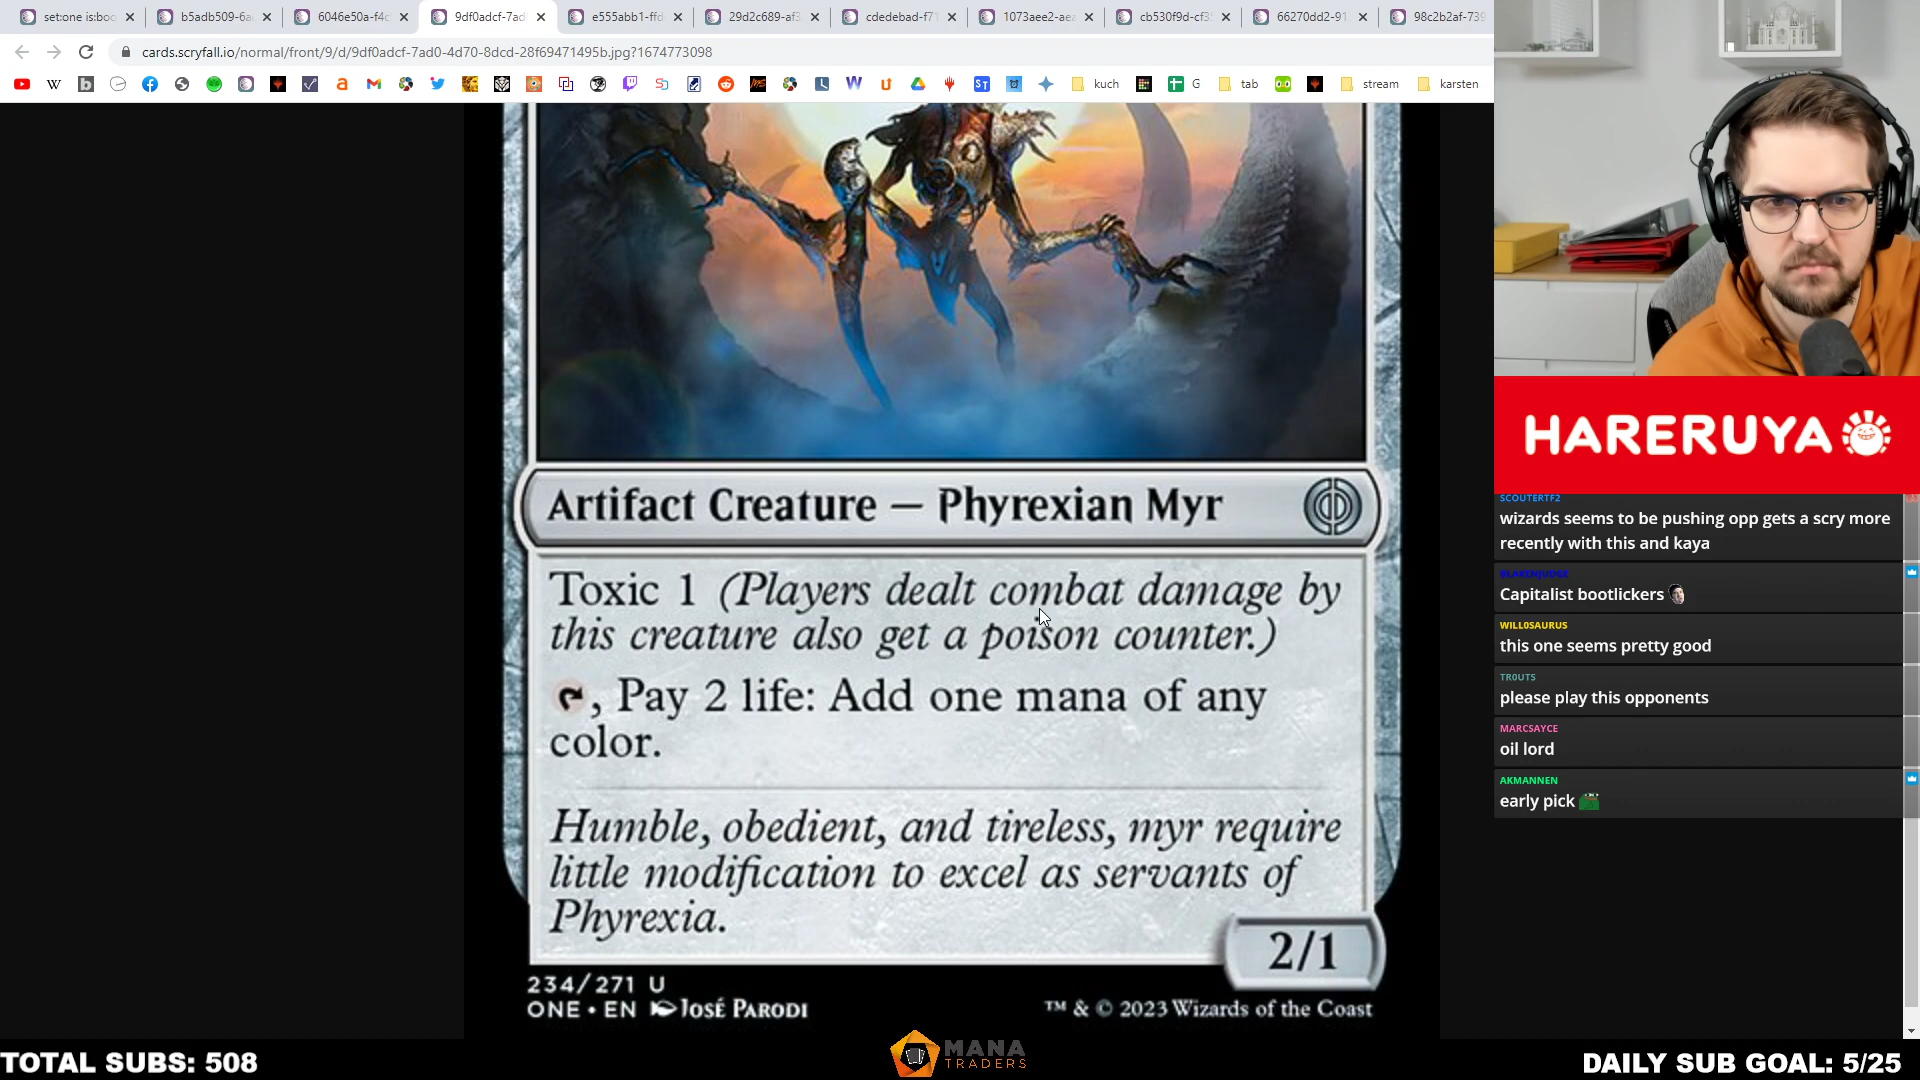 set:one is:boo
b5adb509-6a
6046e50a-f4c
9df0adcf-7ad
e555abb1-ffd
29d2c689-af3
cdedebad-f71
1073aee2-aea
cb530f9d-cf3
66270dd2-91
98c2b2af-739
cards.scryfall.io/normal/front/9/d/9df0adcf-7ad0-4d70-8dcd-28f69471495b.jpg?1674773098
kuch
G
tab
stream
karsten
Artifact Creature — Phyrexian Myr
Toxic 1 (Players dealt combat damage by
this creature also get a poison counter.)
, Pay 2 life: Add one mana of any
color.
Humble, obedient, and tireless, myr require
little modification to excel as servants of
Phyrexia.
2/1
234/271 U
ONE • EN José Parodi
™ & © 2023 Wizards of the Coast
HARERUYA
SCOUTERTF2
wizards seems to be pushing opp gets a scry more
recently with this and kaya
Capitalist bootlickers
WILL0SAURUS
this one seems pretty good
TR0UTS
please play this opponents
MARCSAYCE
oil lord
AKMANNEN
early pick
TOTAL SUBS: 508
MANA
TRADERS
DAILY SUB GOAL: 5/25